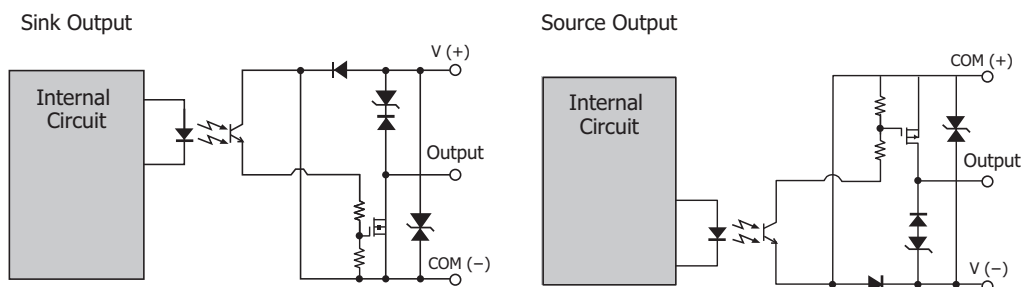 Sink Output
Internal
Circuit
V (+)
Output
COM (−)
Source Output
Internal
Circuit
COM (+)
Output
V (−)